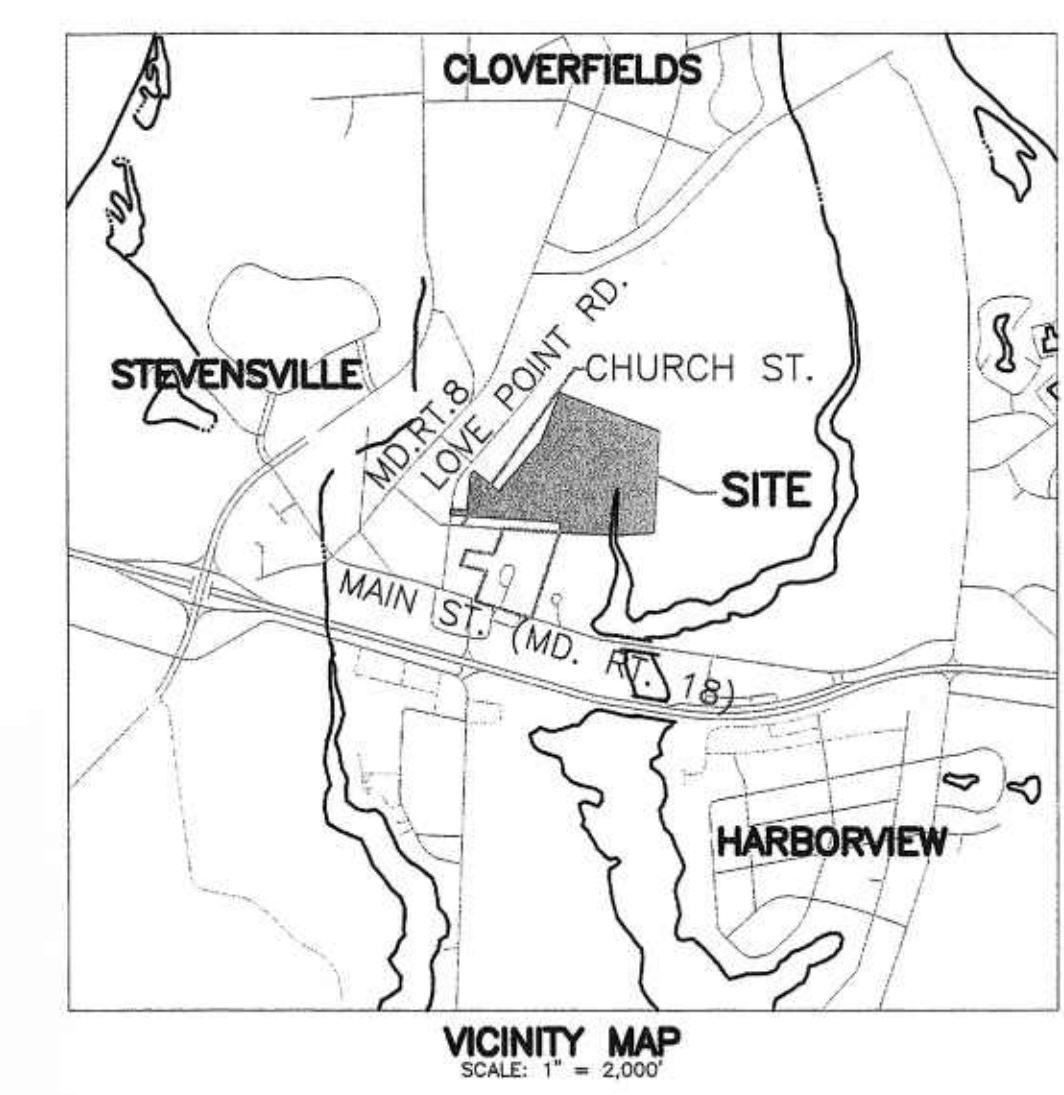 CLOVERFIELDS
STEVENSVILLE
MD.RT.8
LOVE POINT RD.
CHURCH ST.
SITE
MAIN ST. (MD. RT. 18)
HARBORVIEW
VICINITY MAP
SCALE: 1" = 2,000'